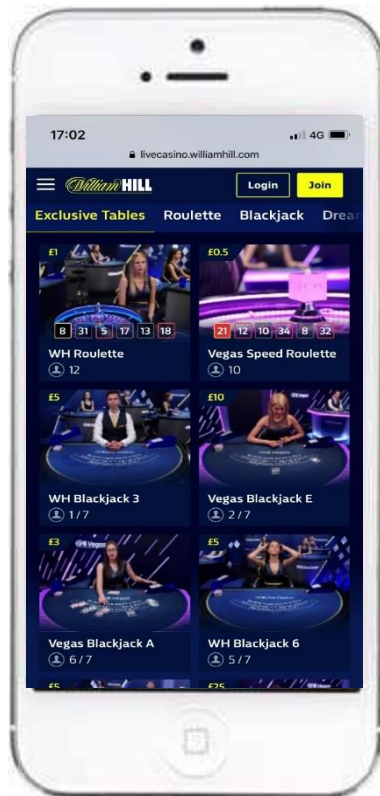 17:02
4G
livecasino.williamhill.com
William HILL
Login
Join
Exclusive Tables Roulette Blackjack Drea
£1
8 31 5 17 13 18
WH Roulette
12
£0.5
21 12 10 34 8 32
Vegas Speed Roulette
10
£5
WH Blackjack 3
1/7
£10
Vegas Blackjack E
2/7
£3
Vegas Blackjack A
6/7
£5
WH Blackjack 6
5/7
£5
£25